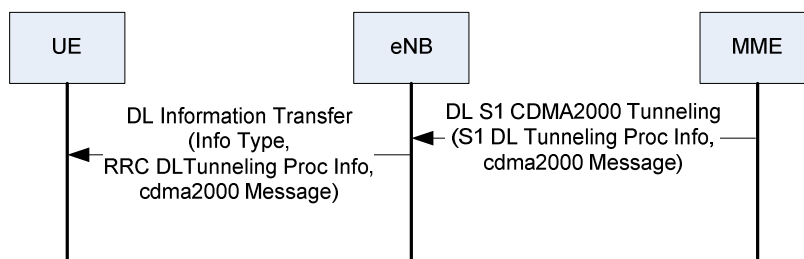 UE
eNB
MME
DL Information Transfer
(Info Type,
RRC DLTunneling Proc Info,
cdma2000 Message)
DL S1 CDMA2000 Tunneling
(S1 DL Tunneling Proc Info,
cdma2000 Message)